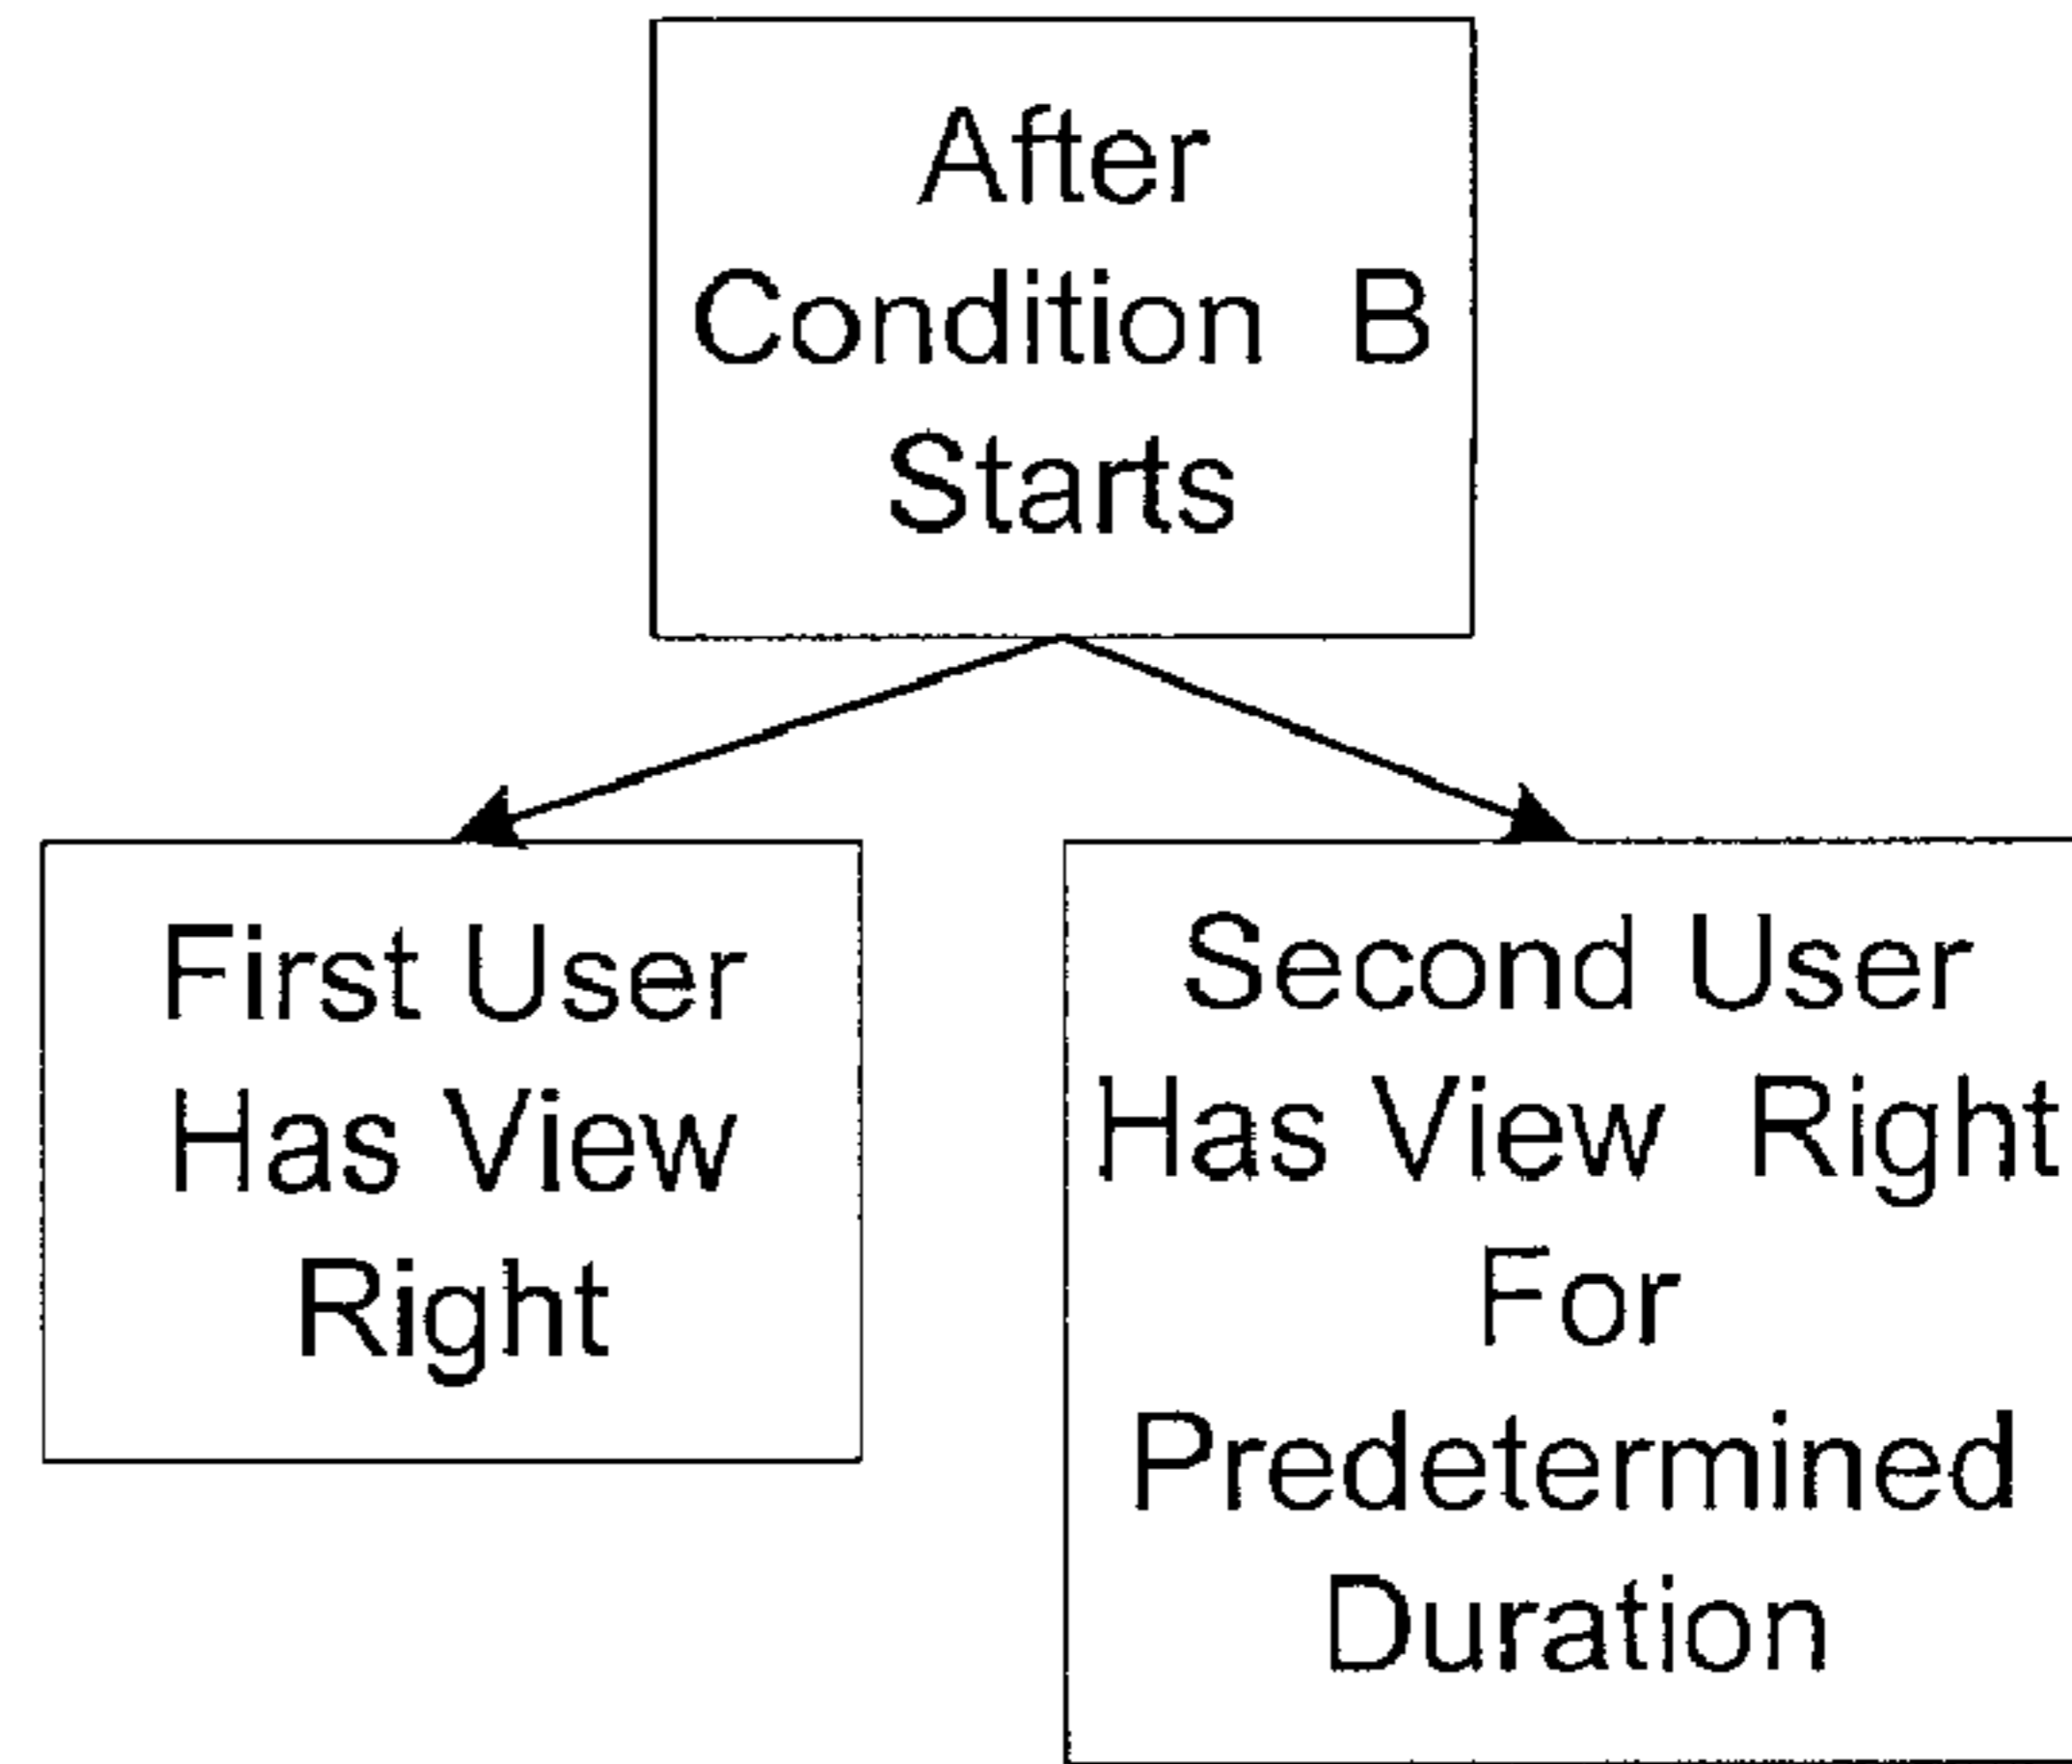 After
Condition B
Starts
First User
Has View
Right
Second User
Has View Right
For
Predetermined
Duration